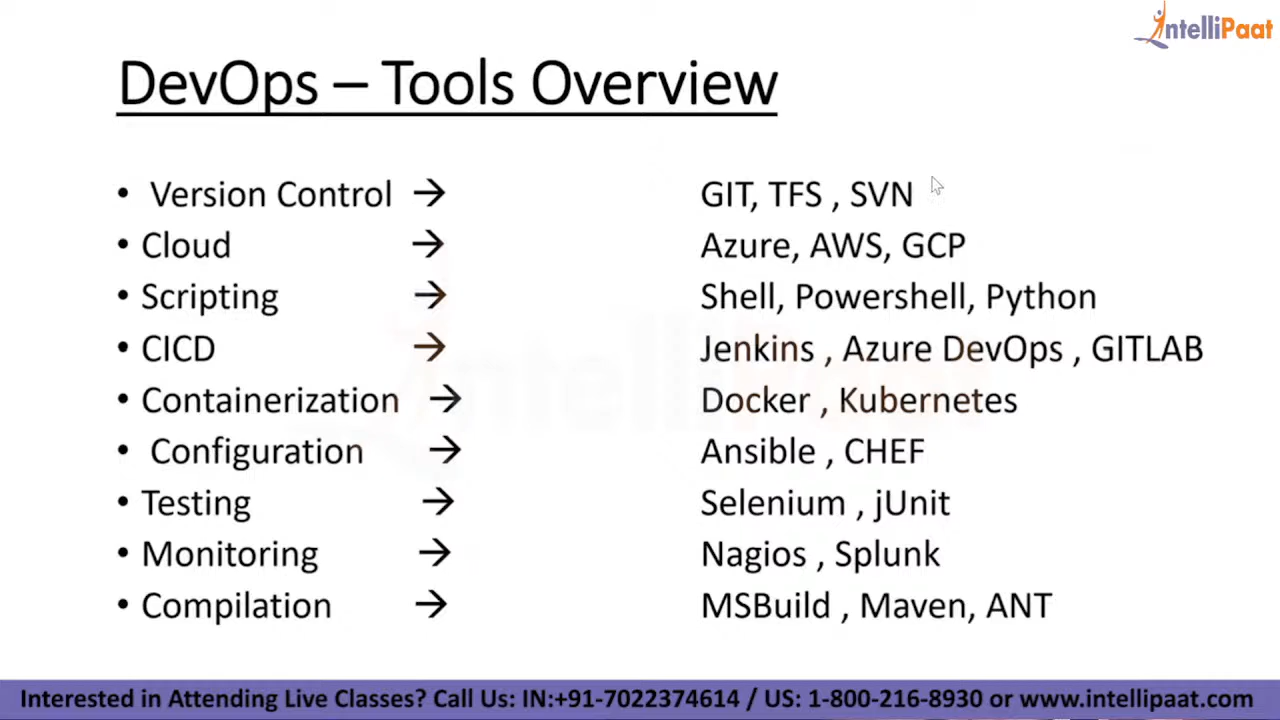 IntelliPaat
DevOps – Tools Overview
• Version Control → GIT, TFS , SVN
• Cloud → Azure, AWS, GCP
• Scripting → Shell, Powershell, Python
• CICD → Jenkins , Azure DevOps , GITLAB
• Containerization → Docker , Kubernetes
• Configuration → Ansible , CHEF
• Testing → Selenium , jUnit
• Monitoring → Nagios , Splunk
• Compilation → MSBuild , Maven, ANT
IntelliPaat
Interested in Attending Live Classes? Call Us: IN:+91-7022374614 / US: 1-800-216-8930 or www.intellipaat.com